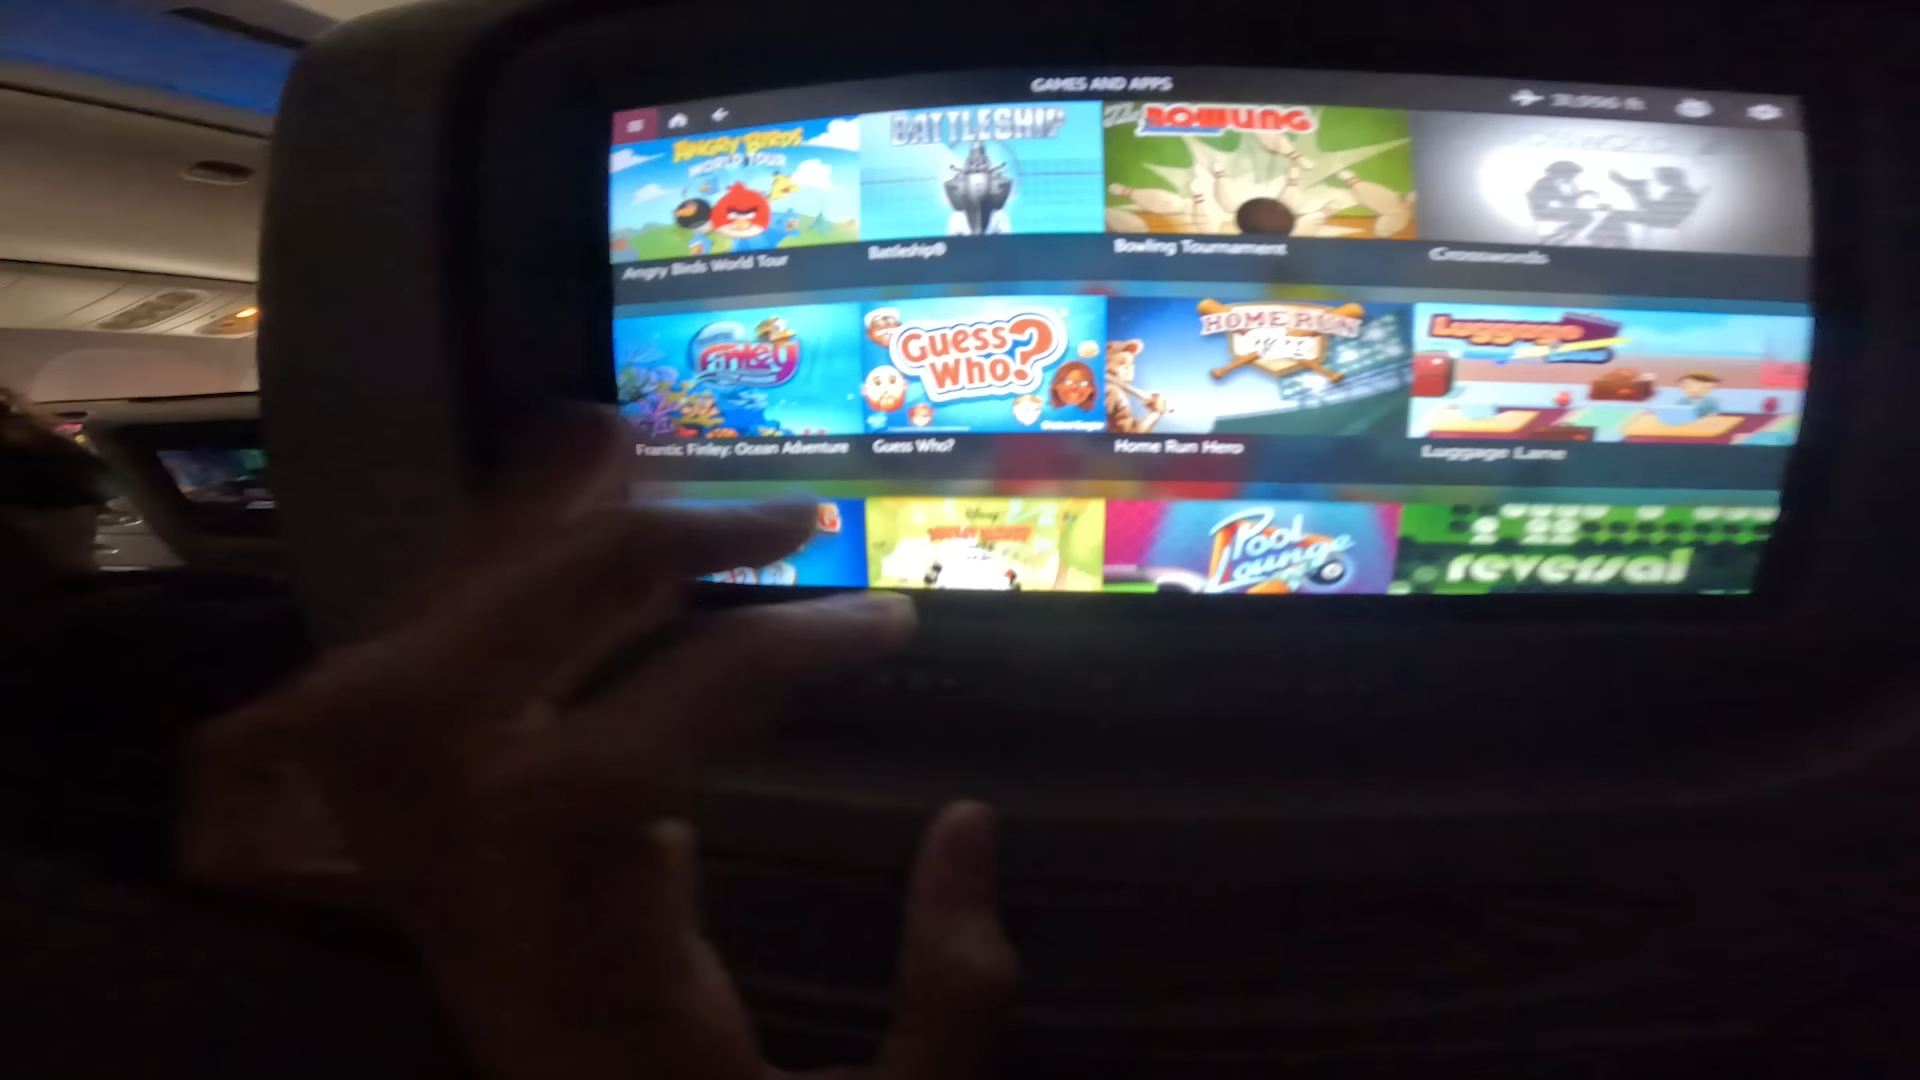 GAMES AND APPS
ANGRY BIRDS
WORLD TOUR
BATTLESHIP
BOWLING
Angry Birds World Tour
Battleship®
Bowling Tournament
Crosswords
Finley
Guess
Who?
HOME RUN
Luggage
Frantic Finley: Ocean Adventure
Guess Who?
Home Run Hero
Luggage Lane
Disney
Pool
Lounge
reversal